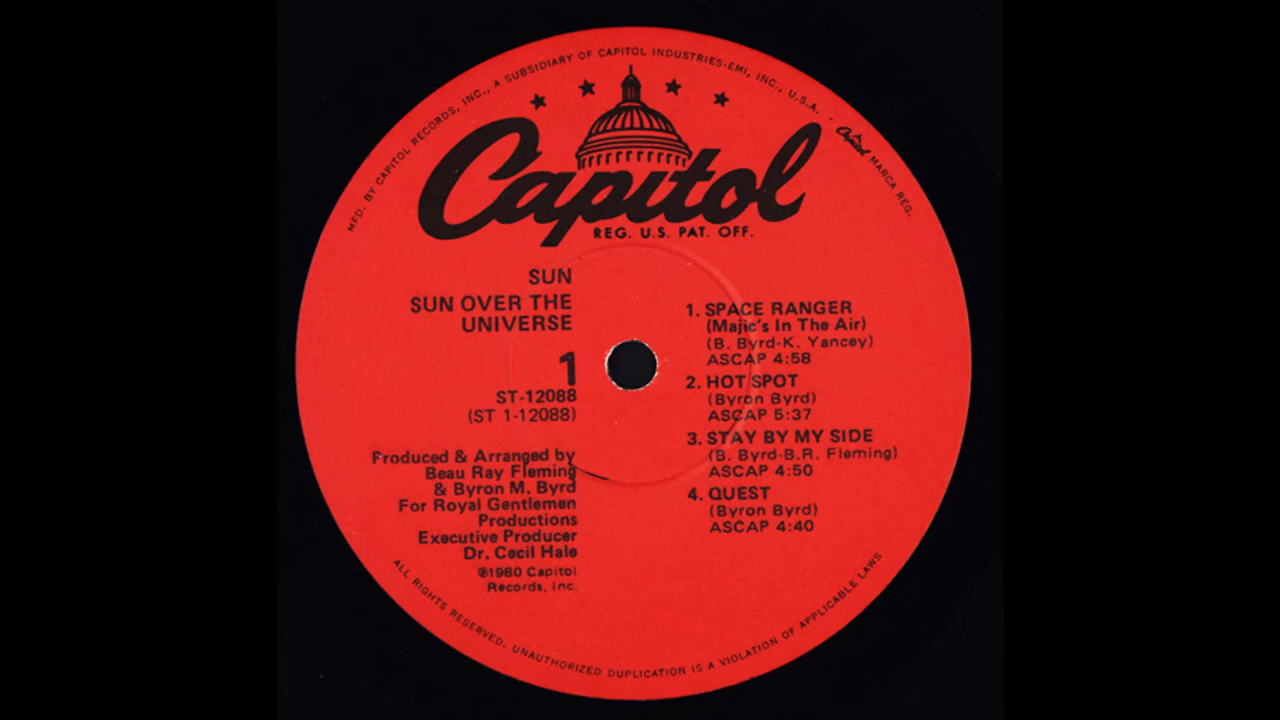 MFD. BY CAPITOL RECORDS, INC., A SUBSIDIARY OF CAPITOL INDUSTRIES-EMI, INC., U.S.A. . Capitol MARCA REG.
Capitol
REG. U.S. PAT. OFF.
SUN
SUN OVER THE
UNIVERSE
1
ST-12088
(ST 1-12088)
Produced & Arranged by
Beau Ray Fleming
& Byron M. Byrd
For Royal Gentlemen
Productions
Executive Producer
Dr. Cecil Hale
℗1980 Capitol
Records, Inc.
1. SPACE RANGER
(Majic's In The Air)
(B. Byrd-K. Yancey)
ASCAP 4:58
2. HOT SPOT
(Byron Byrd)
ASCAP 5:37
3. STAY BY MY SIDE
(B. Byrd-B.R. Fleming)
ASCAP 4:50
4. QUEST
(Byron Byrd)
ASCAP 4:40
ALL RIGHTS RESERVED. UNAUTHORIZED DUPLICATION IS A VIOLATION OF APPLICABLE LAWS